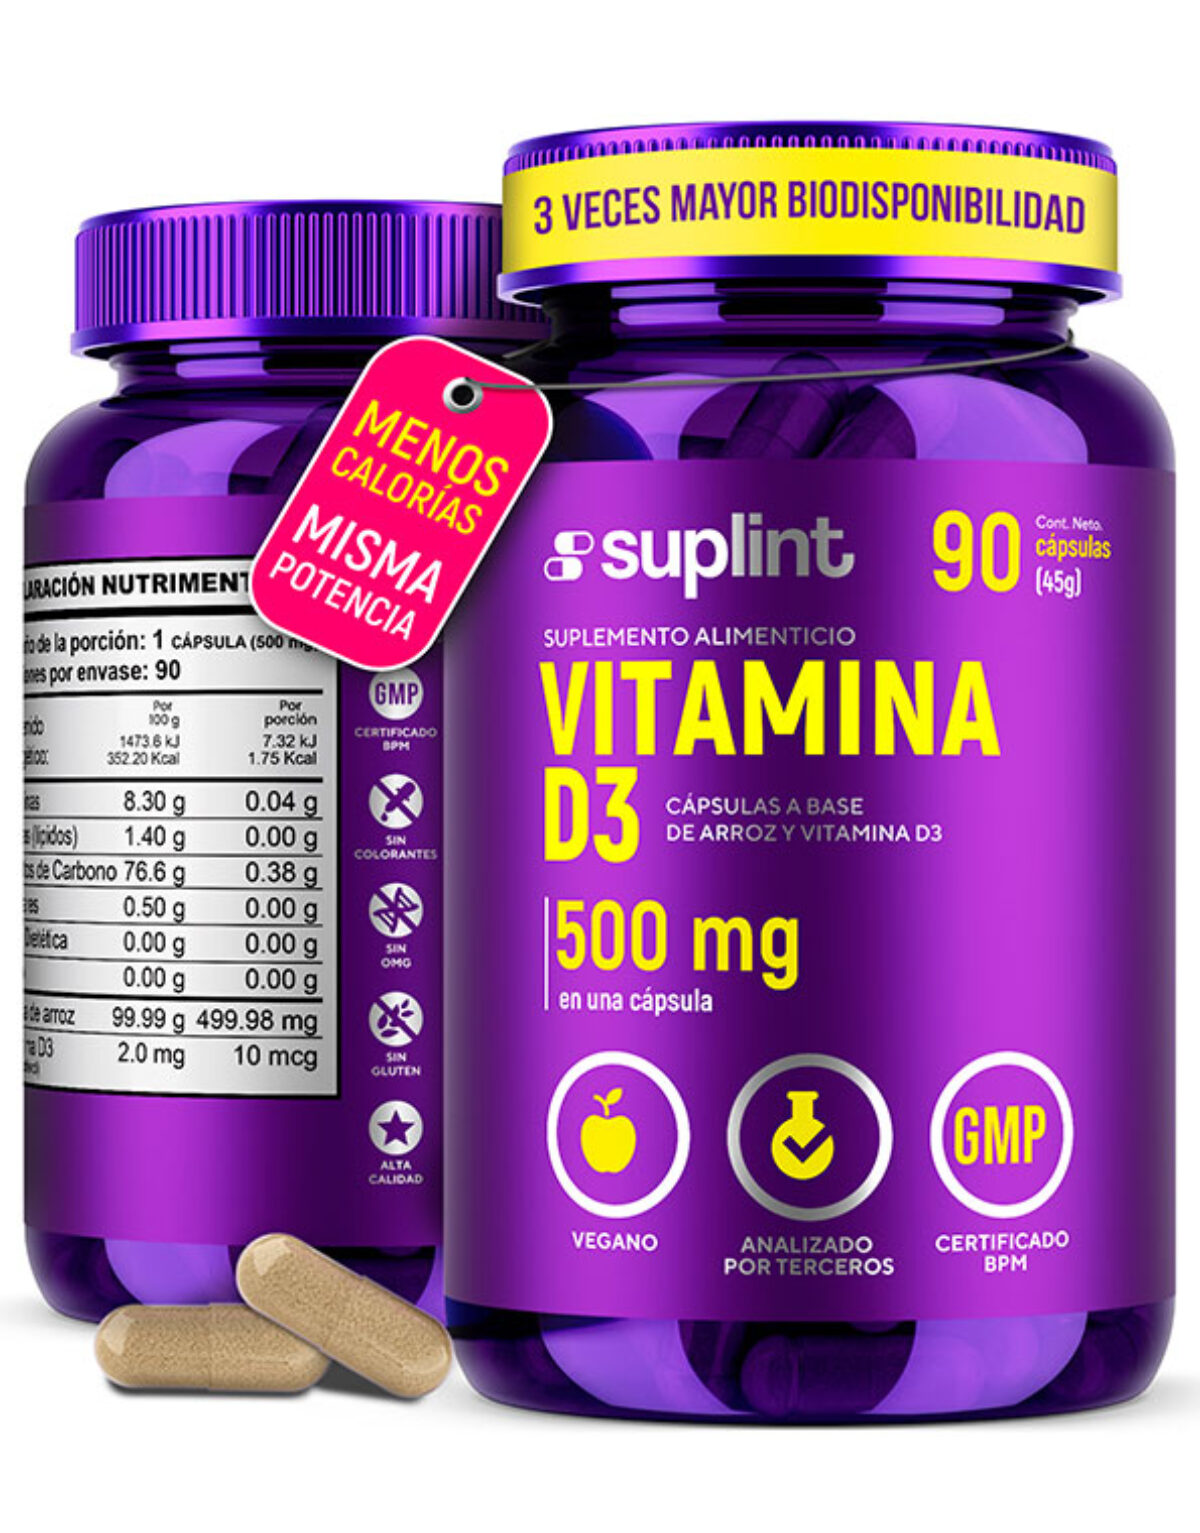 3 VECES MAYOR BIODISPONIBILIDAD
MENOS
CALORÍAS
MISMA
POTENCIA
suplint
90
Cont. Neto.
cápsulas
(45g)
SUPLEMENTO ALIMENTICIO
VITAMINA
D3
CÁPSULAS A BASE
DE ARROZ Y VITAMINA D3
500 mg
en una cápsula
VEGANO
ANALIZADO
POR TERCEROS
GMP
CERTIFICADO
BPM
LARACIÓN NUTRIMENT
de la porción: 1 CÁPSULA (500 mg
nes por envase: 90
Por
100 g
Por
porción
1473.6 kJ 7.32 kJ
352.20 Kcal 1.75 Kcal
nas 8.30 g 0.04 g
(lípidos) 1.40 g 0.00 g
os de Carbono 76.6 g 0.38 g
res 0.50 g 0.00 g
Dietética 0.00 g 0.00 g
0.00 g 0.00 g
de arroz 99.99 g 499.98 mg
na D3 2.0 mg 10 mcg
GMP
CERTIFICADO
BPM
SIN
COLORANTES
SIN
OMG
SIN
GLUTEN
ALTA
CALIDAD